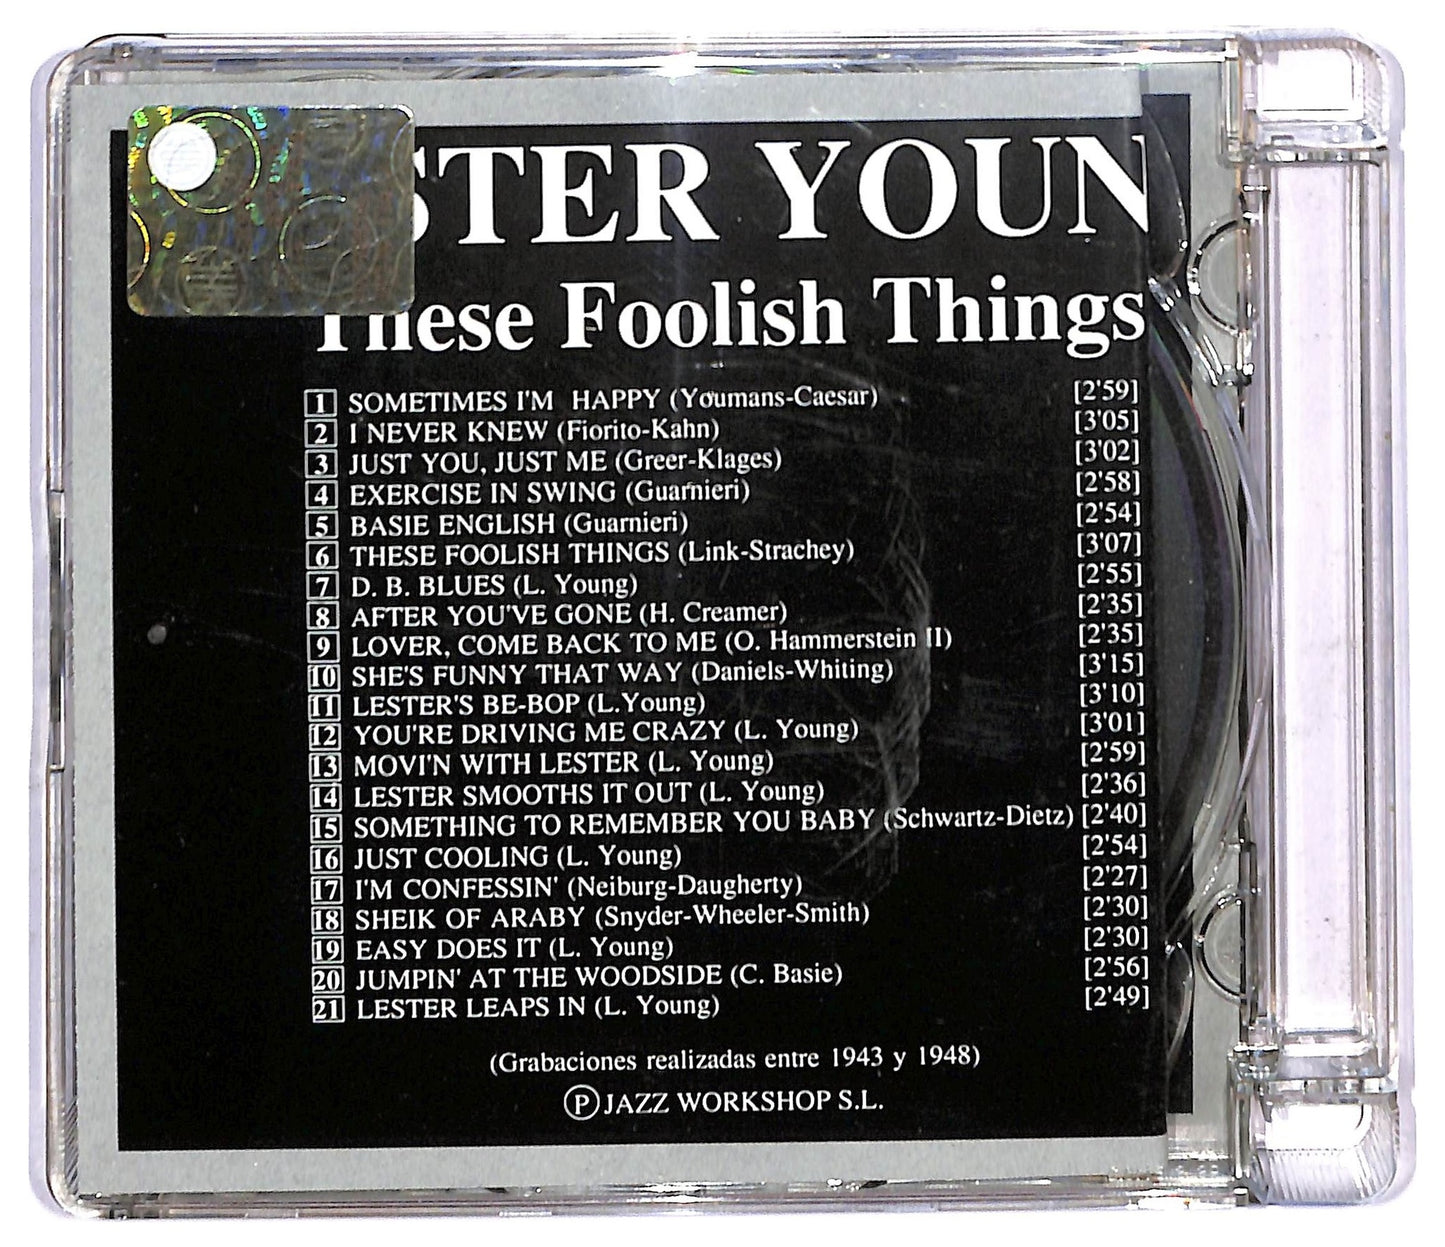 STER YOUN
These Foolish Things
1 SOMETIMES I'M HAPPY (Youmans-Caesar) [2'59]
2 I NEVER KNEW (Fiorito-Kahn) [3'05]
3 JUST YOU, JUST ME (Greer-Klages) [3'02]
4 EXERCISE IN SWING (Guarnieri) [2'58]
5 BASIE ENGLISH (Guarnieri) [2'54]
6 THESE FOOLISH THINGS (Link-Strachey) [3'07]
7 D. B. BLUES (L. Young) [2'55]
8 AFTER YOU'VE GONE (H. Creamer) [2'35]
9 LOVER, COME BACK TO ME (O. Hammerstein II) [2'35]
10 SHE'S FUNNY THAT WAY (Daniels-Whiting) [3'15]
11 LESTER'S BE-BOP (L.Young) [3'10]
12 YOU'RE DRIVING ME CRAZY (L. Young) [3'01]
13 MOVI'N WITH LESTER (L. Young) [2'59]
14 LESTER SMOOTHS IT OUT (L. Young) [2'36]
15 SOMETHING TO REMEMBER YOU BABY (Schwartz-Dietz) [2'40]
16 JUST COOLING (L. Young) [2'54]
17 I'M CONFESSIN' (Neiburg-Daugherty) [2'27]
18 SHEIK OF ARABY (Snyder-Wheeler-Smith) [2'30]
19 EASY DOES IT (L. Young) [2'30]
20 JUMPIN' AT THE WOODSIDE (C. Basie) [2'56]
21 LESTER LEAPS IN (L. Young) [2'49]
(Grabaciones realizadas entre 1943 y 1948)
Ⓟ JAZZ WORKSHOP S.L.